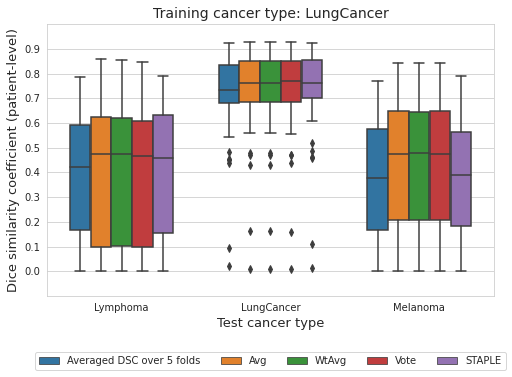 Training cancer type: LungCancer
Dice similarity coefficient (patient-level)
0.9
0.8
0.7
0.6
0.5
0.4
0.3
0.2
0.1
0.0
Lymphoma LungCancer Melanoma
Test cancer type
Averaged DSC over 5 folds Avg WtAvg Vote STAPLE